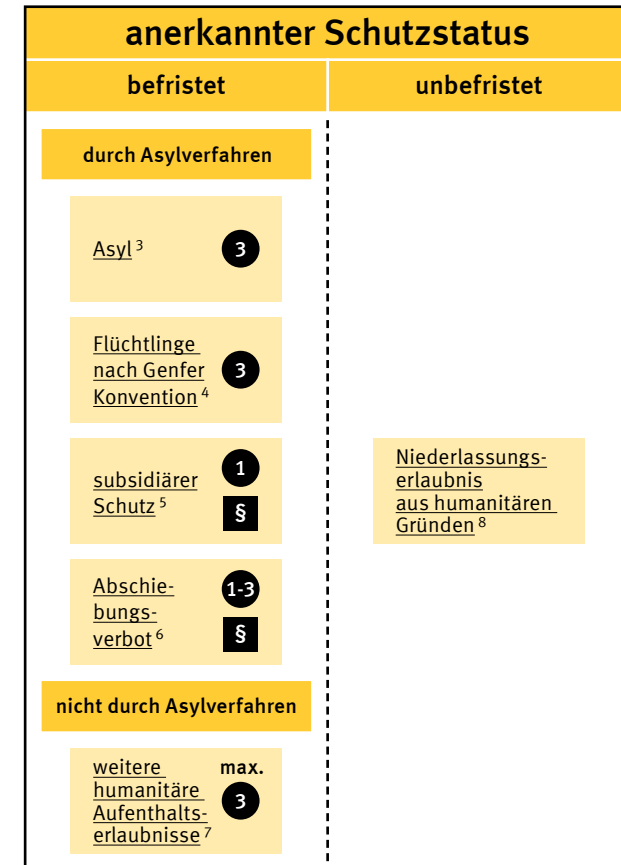 anerkannter Schutzstatus
befristet
unbefristet
durch Asylverfahren
Asyl 3
3
Flüchtlinge
nach Genfer
Konvention 4
3
subsidiärer
Schutz 5
1
§
Abschie-
bungs-
verbot 6
1-3
§
nicht durch Asylverfahren
weitere
humanitäre
Aufenthalts-
erlaubnisse 7
max.
3
Niederlassungs-
erlaubnis
aus humanitären
Gründen 8